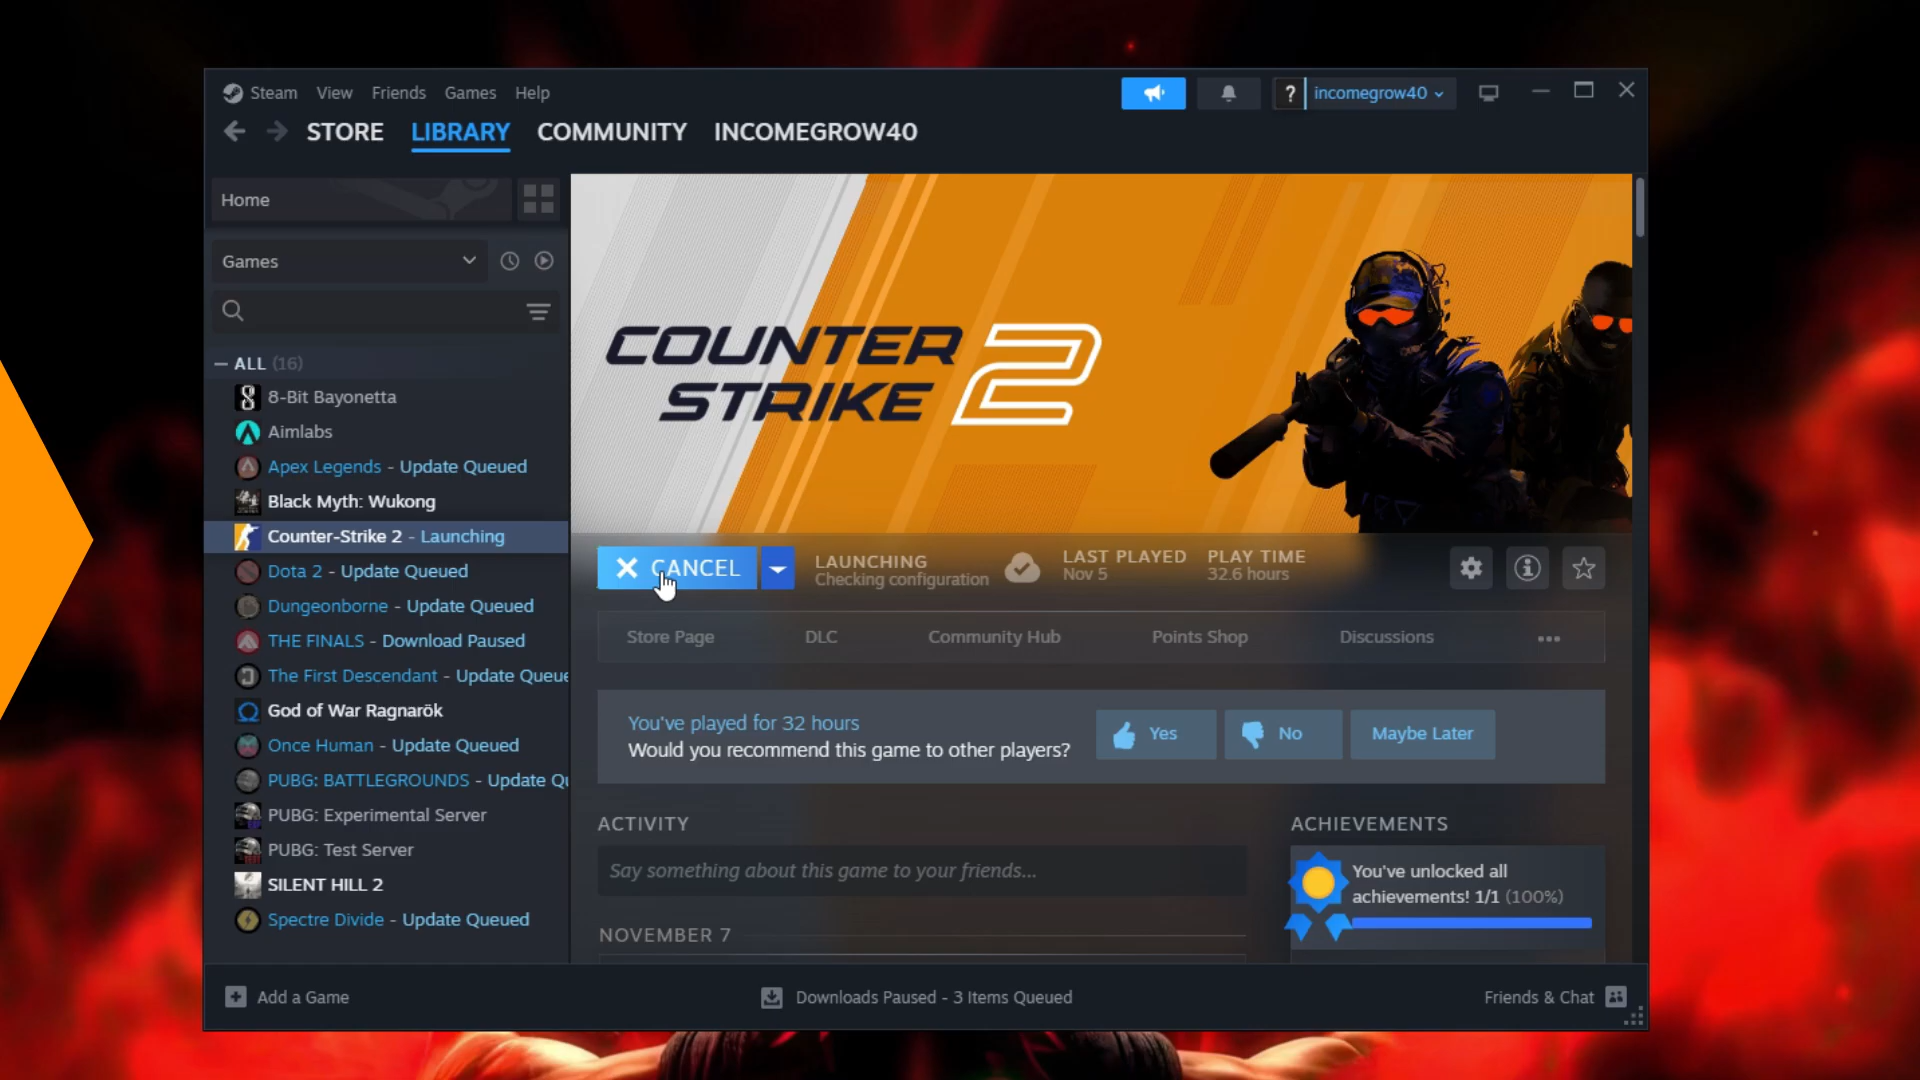 Steam View Friends Games Help
? incomegrow40
STORE LIBRARY COMMUNITY INCOMEGROW40
Home
Games
ALL (16)
8-Bit Bayonetta
Aimlabs
Apex Legends - Update Queued
Black Myth: Wukong
Counter-Strike 2 - Launching
Dota 2 - Update Queued
Dungeonborne - Update Queued
THE FINALS - Download Paused
The First Descendant - Update Queue
God of War Ragnarök
Once Human - Update Queued
PUBG: BATTLEGROUNDS - Update Qu
PUBG: Experimental Server
PUBG: Test Server
SILENT HILL 2
Spectre Divide - Update Queued
COUNTER
STRIKE 2
CANCEL
LAUNCHING
Checking configuration
LAST PLAYED
Nov 5
PLAY TIME
32.6 hours
Store Page DLC Community Hub Points Shop Discussions
You've played for 32 hours
Would you recommend this game to other players?
Yes No Maybe Later
ACTIVITY
Say something about this game to your friends...
NOVEMBER 7
ACHIEVEMENTS
You've unlocked all
achievements! 1/1 (100%)
Add a Game
Downloads Paused - 3 Items Queued
Friends & Chat